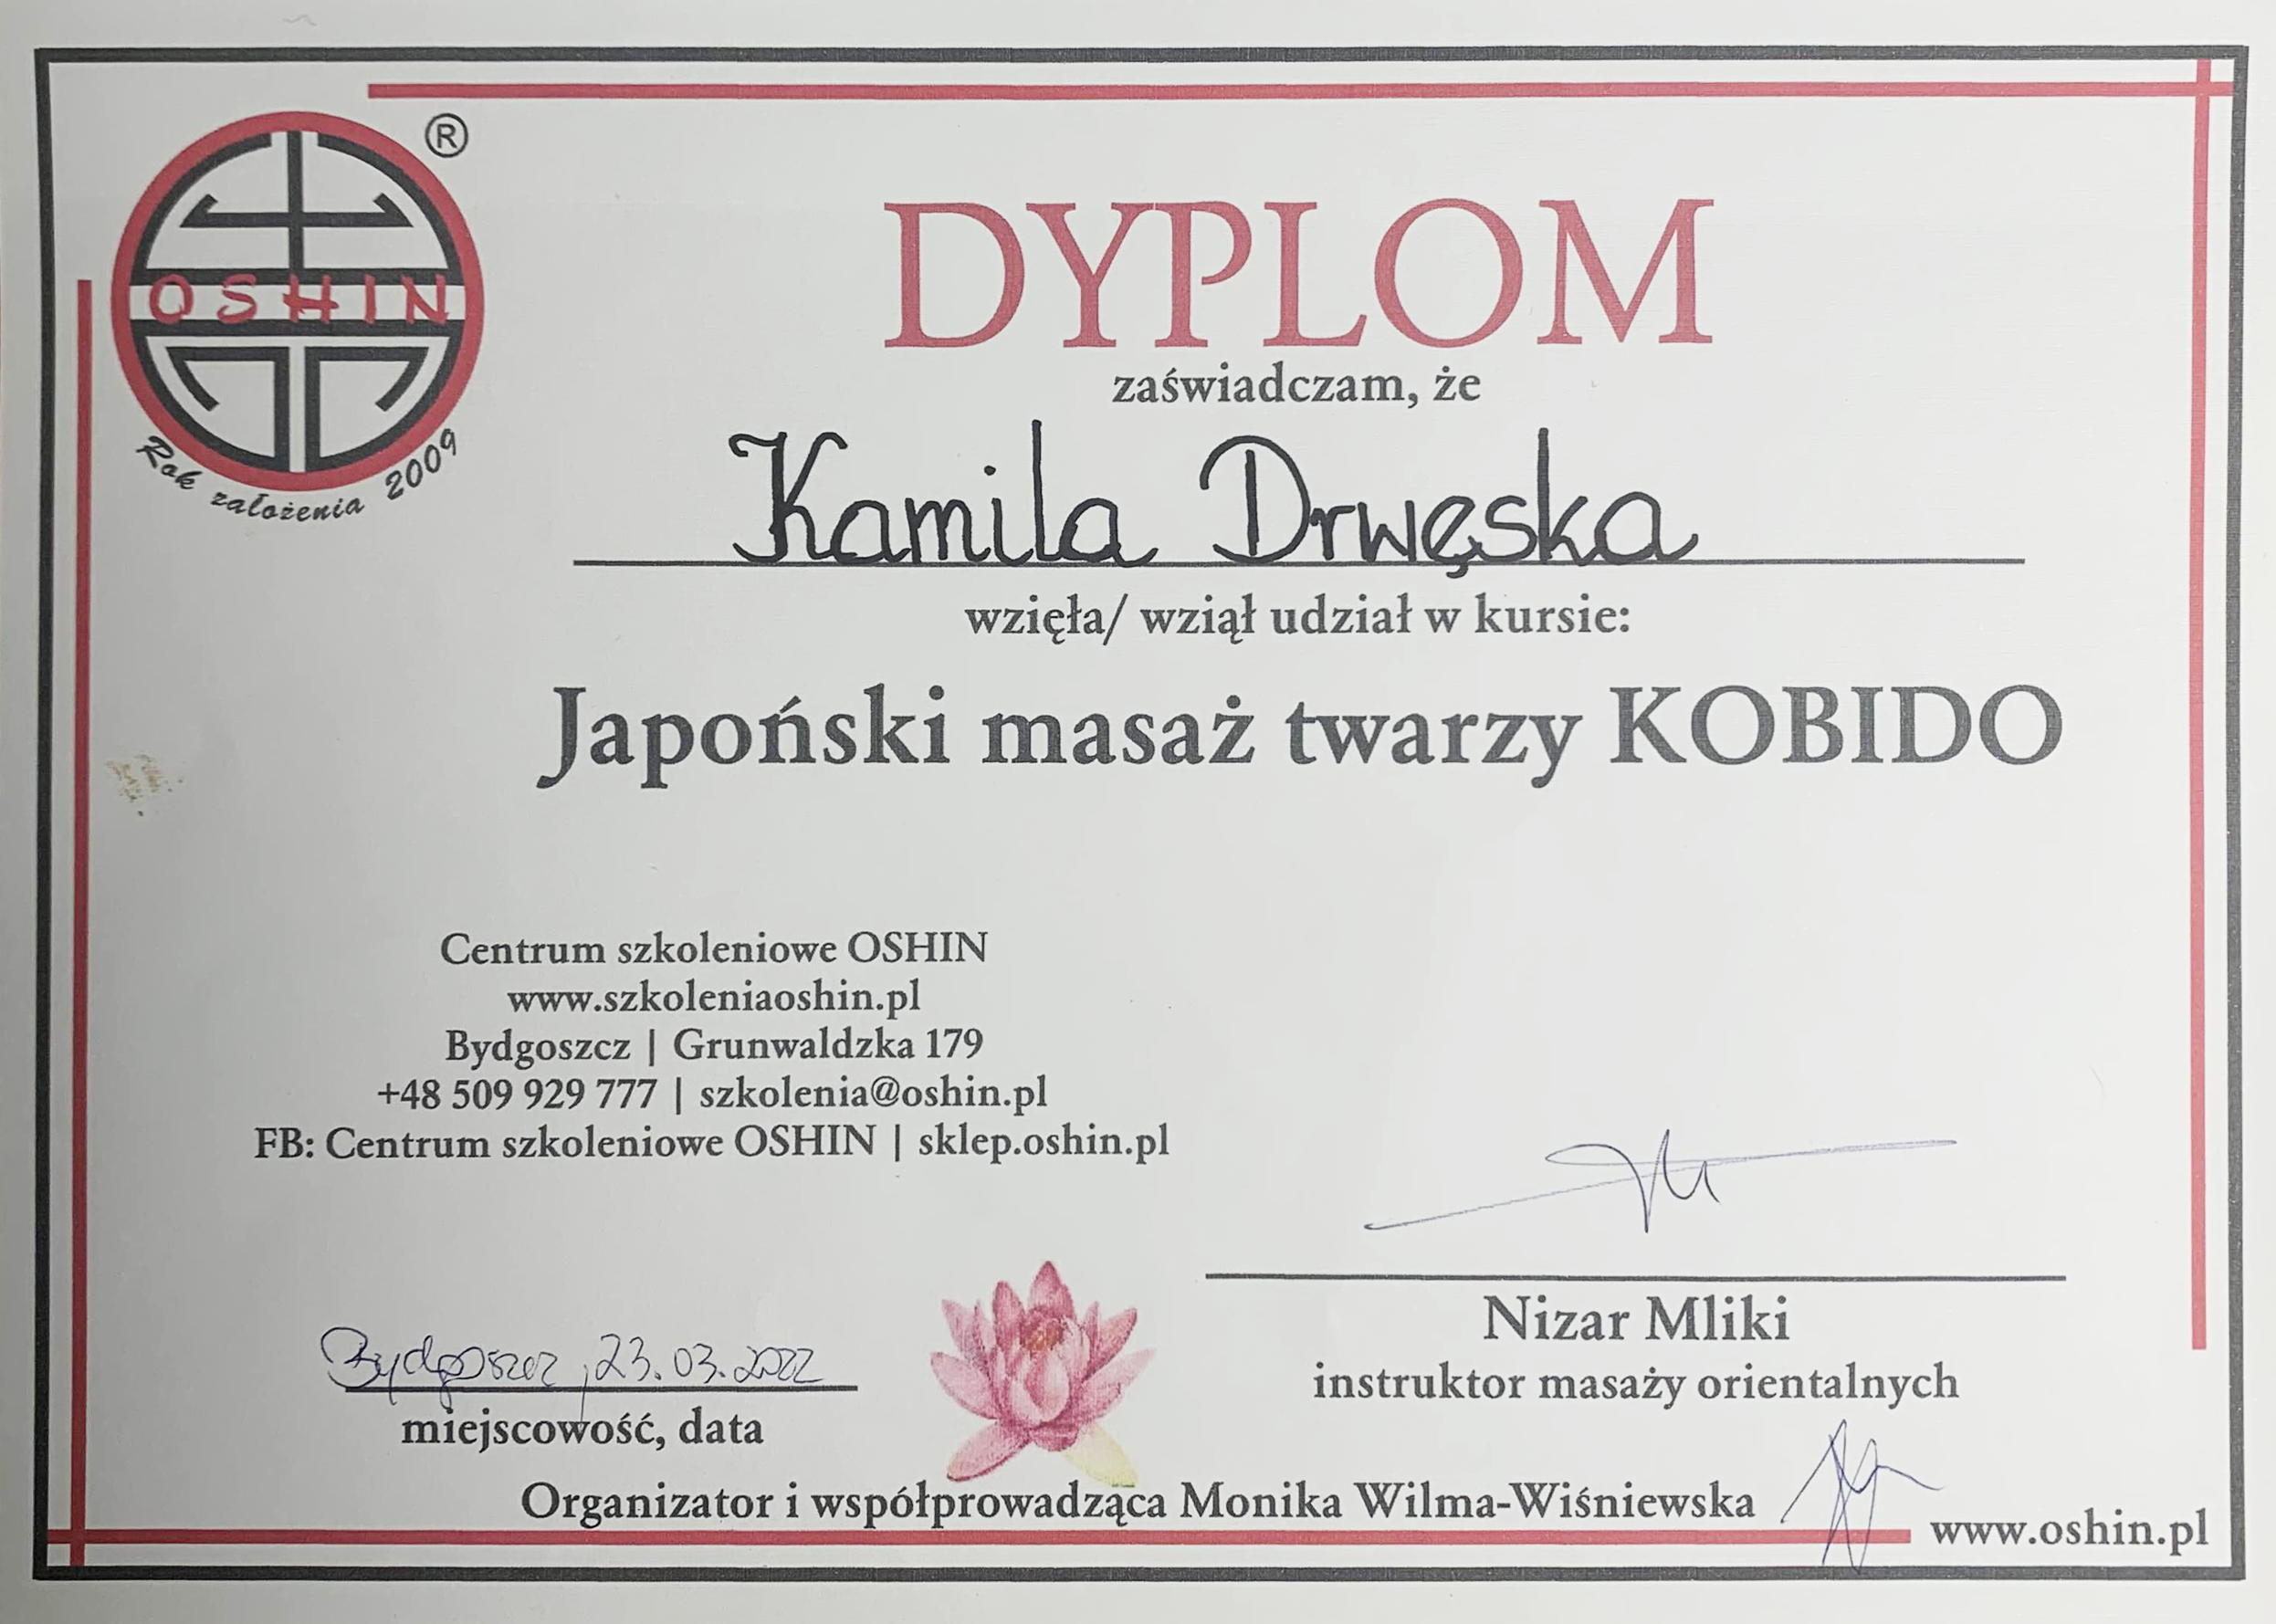 ®
OSHIN
Rok założenia 2009
DYPLOM
zaświadczam, że
Kamila Drwęska
wzięła/ wziął udział w kursie:
Japoński masaż twarzy KOBIDO
Centrum szkoleniowe OSHIN
www.szkoleniaoshin.pl
Bydgoszcz | Grunwaldzka 179
+48 509 929 777 | szkolenia@oshin.pl
FB: Centrum szkoleniowe OSHIN | sklep.oshin.pl
Bydgoszcz, 23.03.2022
miejscowość, data
Nizar Mliki
instruktor masaży orientalnych
Organizator i współprowadząca Monika Wilma-Wiśniewska
www.oshin.pl